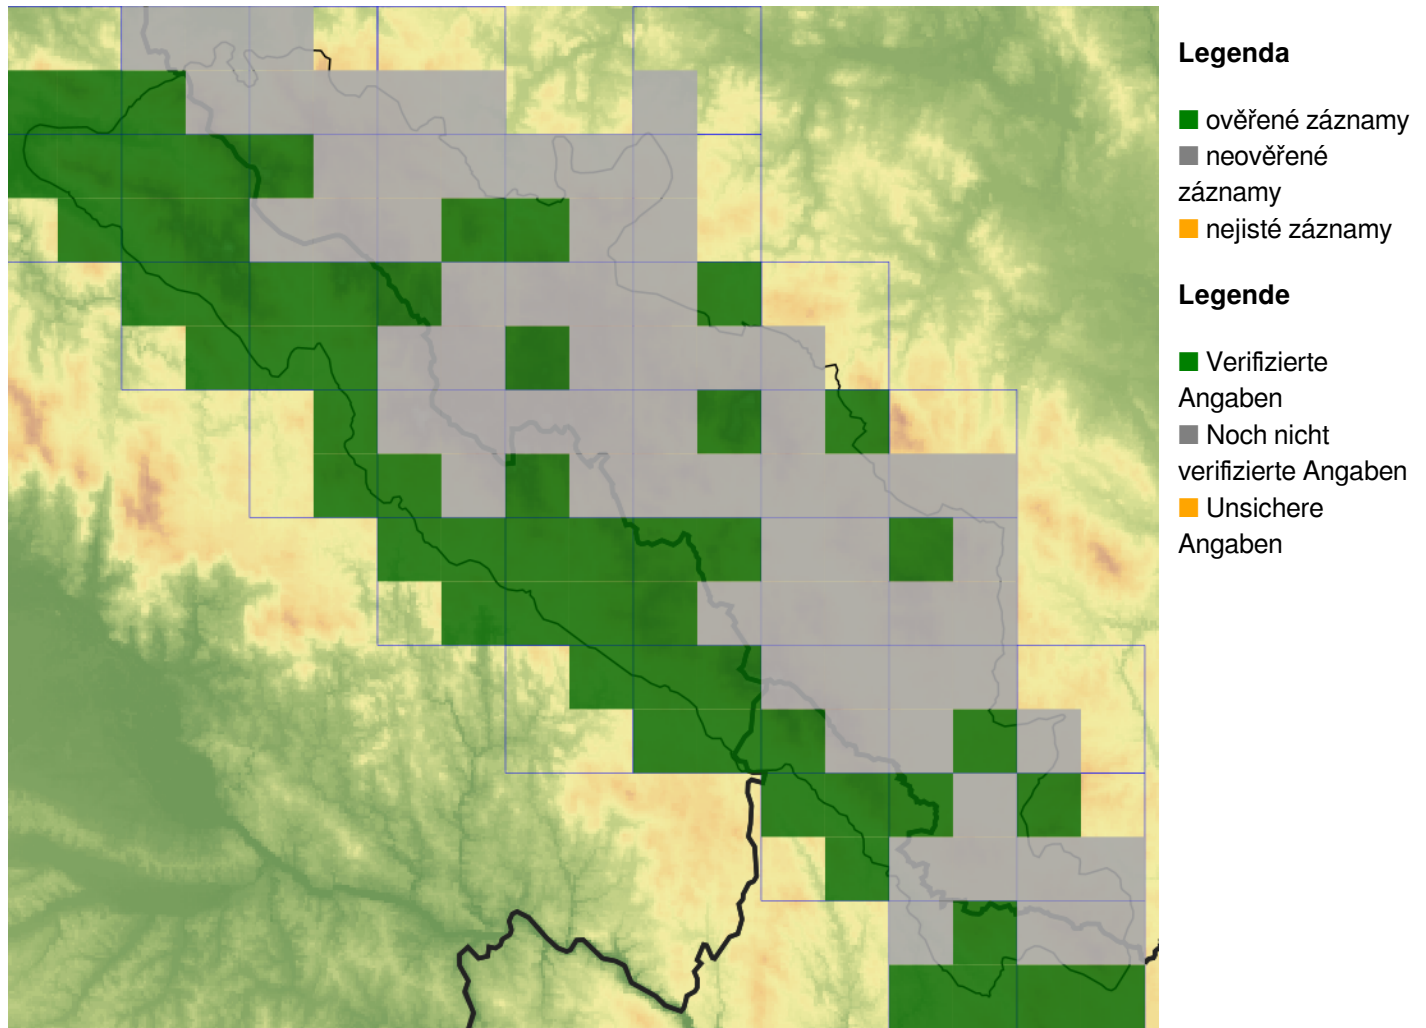 Legenda
ověřené záznamy
neověřené
záznamy
nejisté záznamy
Legende
Verifizierte
Angaben
Noch nicht
verifizierte Angaben
Unsichere
Angaben